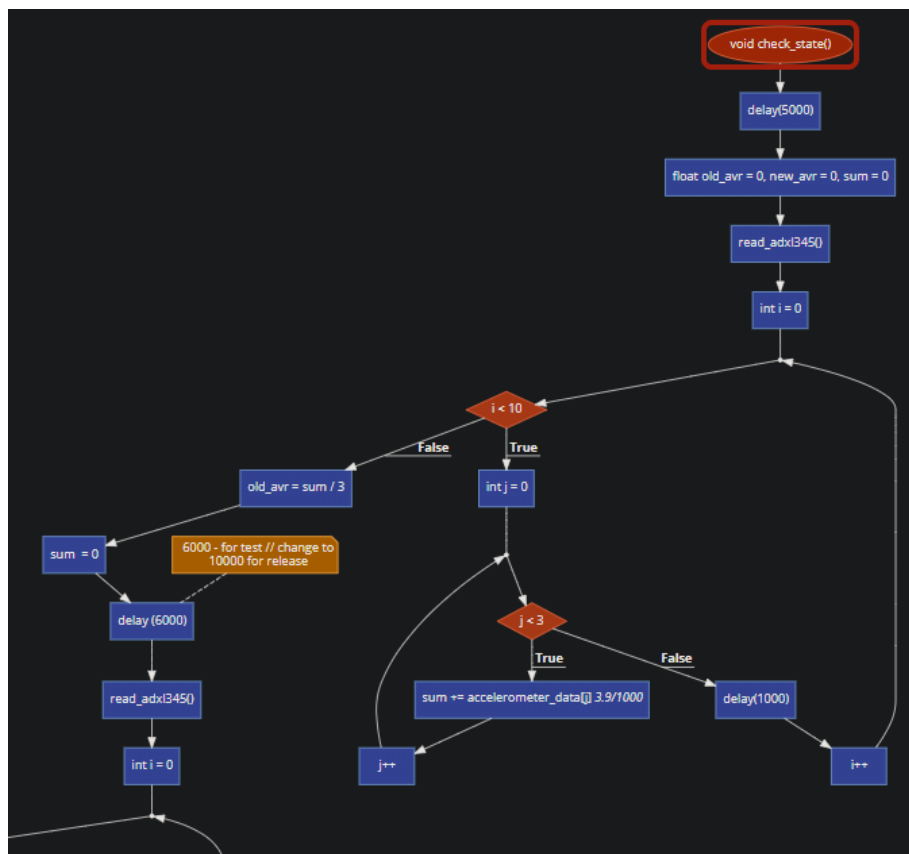 void check_state()
delay(5000)
float old_avr = 0, new_avr = 0, sum = 0
read_adxl345()
int i = 0
i < 10
False
True
old_avr = sum / 3
int j = 0
sum  = 0
6000 - for test // change to
10000 for release
delay (6000)
j < 3
True
False
read_adxl345()
sum += accelerometer_data[j] 3.9/1000
delay(1000)
int i = 0
j++
i++